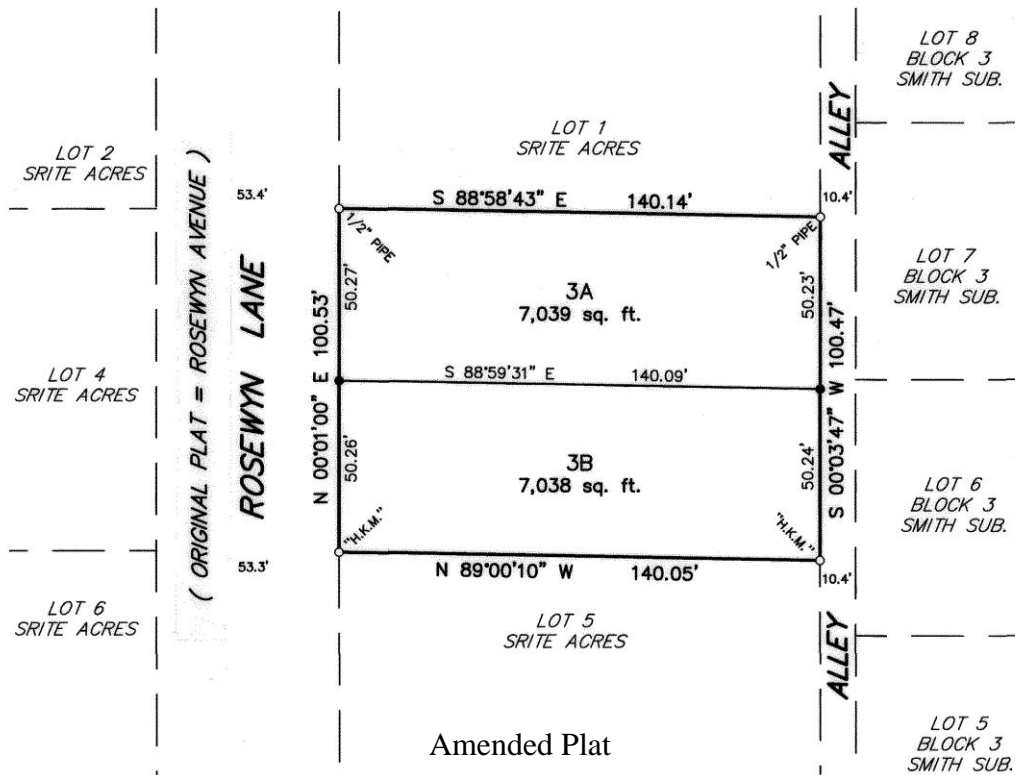 LOT 8
BLOCK 3
SMITH SUB.
ALLEY
LOT 1
SRITE ACRES
LOT 2
SRITE ACRES
( ORIGINAL PLAT = ROSEWYN AVENUE )
53.4'
S 88°58'43" E 140.14'
10.4'
1/2" PIPE
1/2" PIPE
ROSEWYN LANE
N 00°01'00" E 100.53'
50.27'
3A
7,039 sq. ft.
50.23'
S 00°03'47" W 100.47'
LOT 7
BLOCK 3
SMITH SUB.
LOT 4
SRITE ACRES
S 88°59'31" E 140.09'
50.26'
3B
7,038 sq. ft.
50.24'
LOT 6
BLOCK 3
SMITH SUB.
"H.K.M."
"H.K.M."
53.3'
N 89°00'10" W 140.05'
10.4'
LOT 6
SRITE ACRES
LOT 5
SRITE ACRES
ALLEY
LOT 5
BLOCK 3
SMITH SUB.
Amended Plat